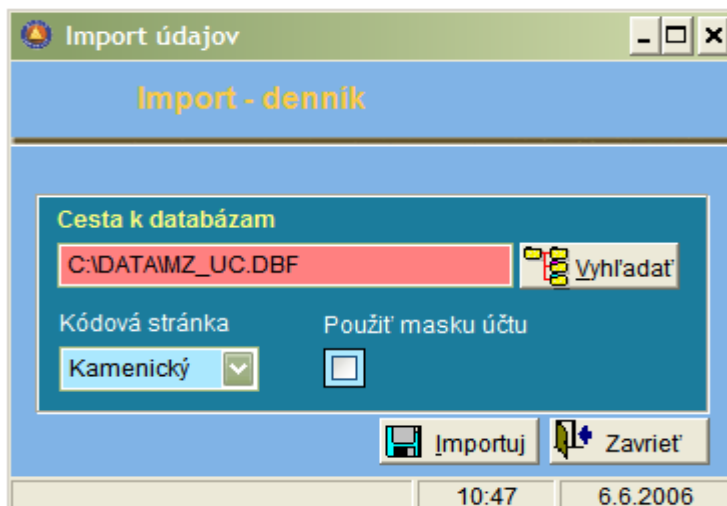 Import údajov
Import - denník
Cesta k databázam
C:\DATA\MZ_UC.DBF
Vyhľadať
Kódová stránka
Použiť masku účtu
Kamenický
Importuj
Zavrieť
10:47
6.6.2006